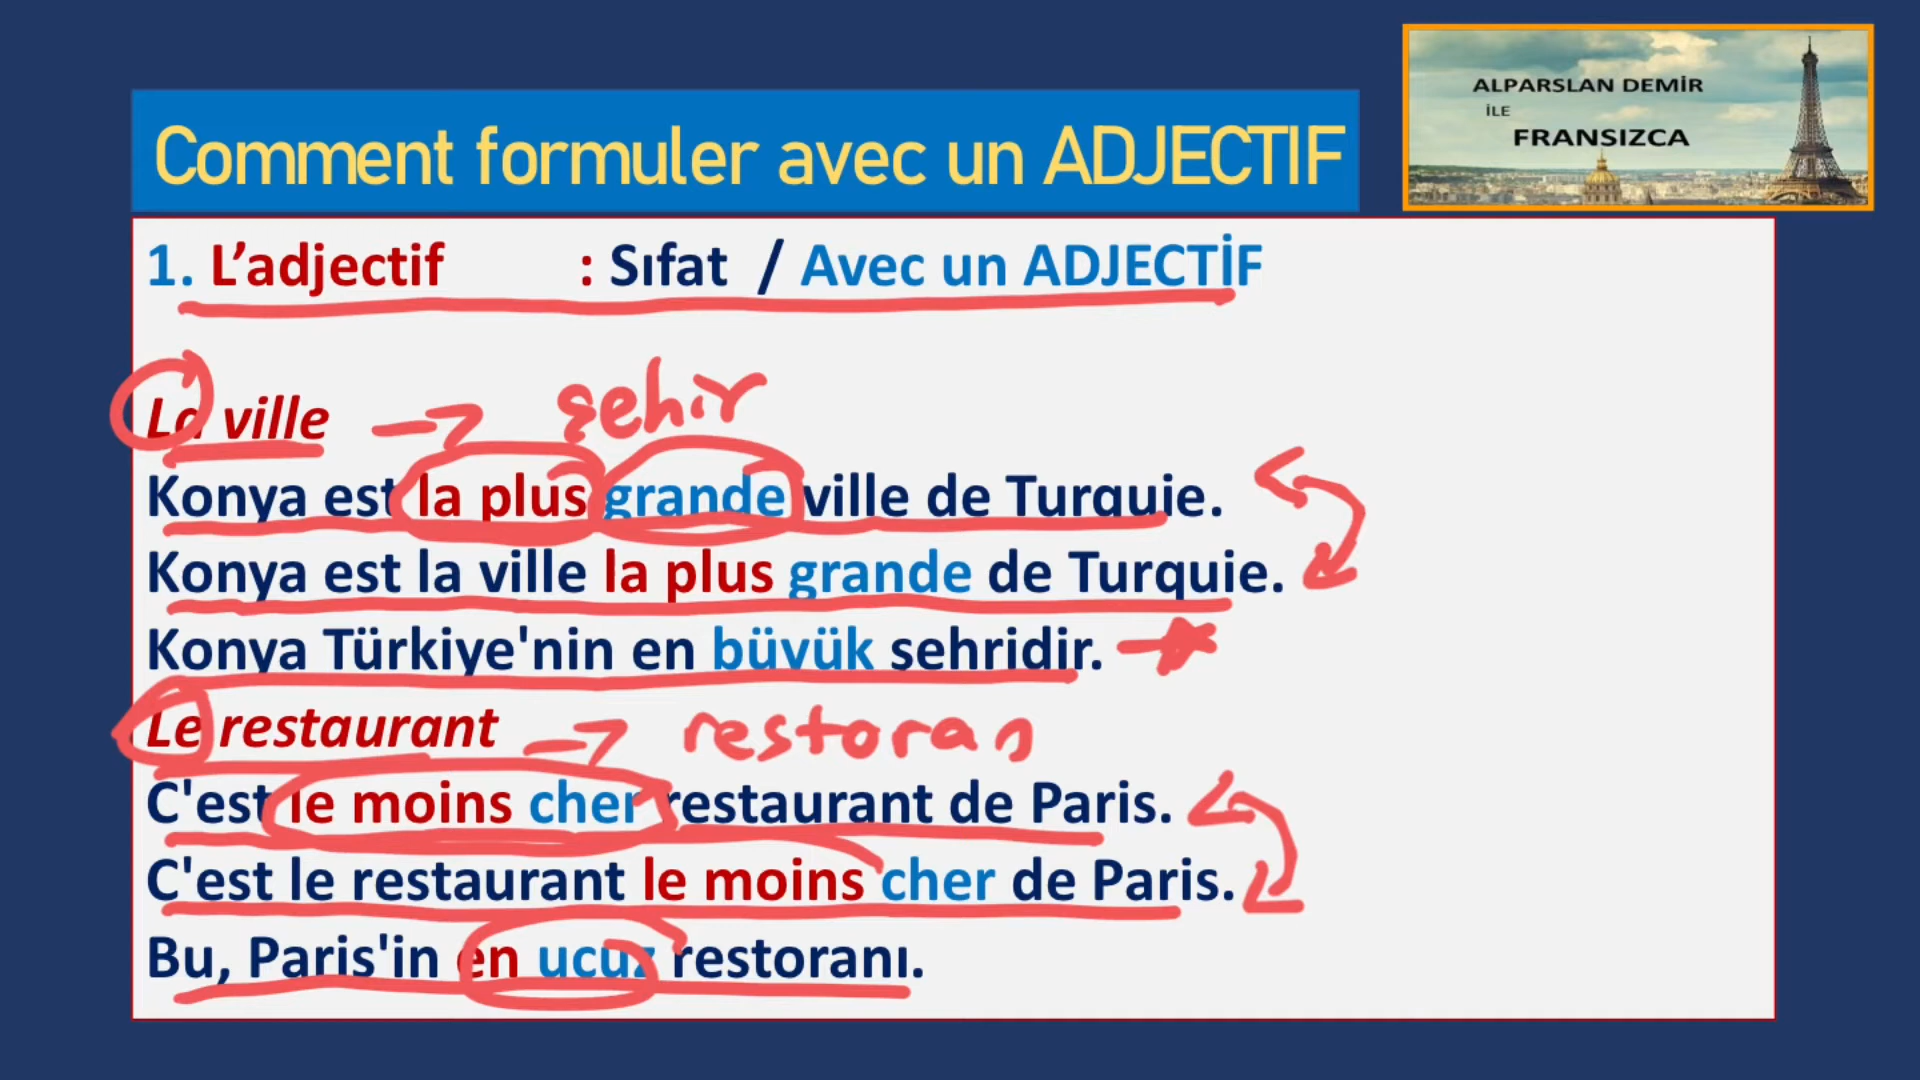 ALPARSLAN DEMİR
İLE
FRANSIZCA
Comment formuler avec un ADJECTIF
1. L’adjectif : Sıfat / Avec un ADJECTİF
La ville → şehir
Konya est la plus grande ville de Turquie.
Konya est la ville la plus grande de Turquie.
Konya Türkiye'nin en büyük şehridir.
Le restaurant → restoran
C'est le moins cher restaurant de Paris.
C'est le restaurant le moins cher de Paris.
Bu, Paris'in en ucuz restoranı.